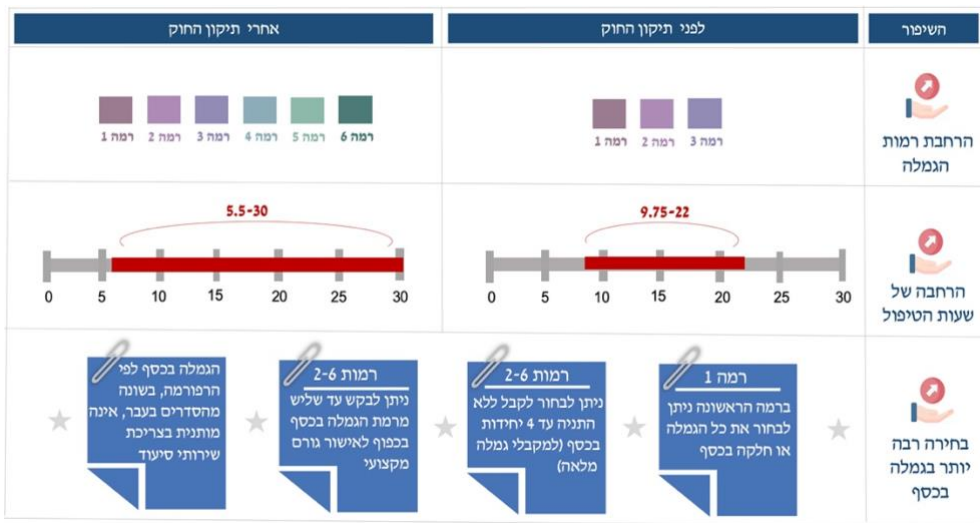 השיפור
לפני תיקון החוק
אחרי תיקון החוק
הרחבת רמות
הגמלה
רמה 3
רמה 2
רמה 1
רמה 6
רמה 5
רמה 4
רמה 3
רמה 2
רמה 1
הרחבה של
שעות הטיפול
9.75-22
0 5 10 15 20 25 30
5.5-30
0 5 10 15 20 25 30
בחירה רבה
יותר בגמלה
בכסף
רמה 1
ברמה הראשונה ניתן
לבחור את כל הגמלה
או חלקה בכסף
רמות 2-6
ניתן לבחור לקבל ללא
התניה עד 4 יחידות
בכסף (למקבלי גמלה
מלאה)
רמות 2-6
ניתן לבקש עד שליש
מרמת הגמלה בכסף
בכפוף לאישור גורם
מקצועי
הגמלה בכסף לפי
הרפורמה, בשונה
מהסדרים בעבר, אינה
מותנית בצריכת
שירותי סיעוד